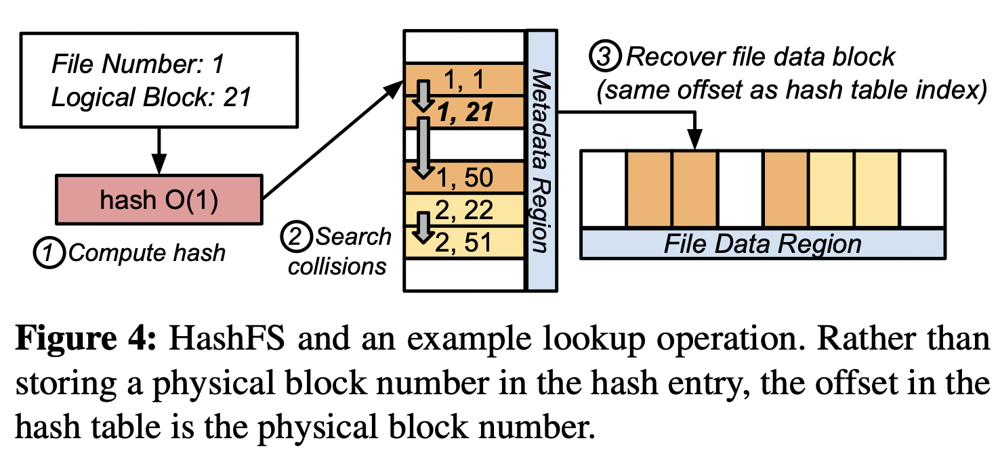 File Number: 1
Logical Block: 21
hash O(1)
1 Compute hash
2 Search
collisions
1, 1
1, 21
1, 50
2, 22
2, 51
Metadata Region
3 Recover file data block
(same offset as hash table index)
File Data Region
Figure 4: HashFS and an example lookup operation. Rather than
storing a physical block number in the hash entry, the offset in the
hash table is the physical block number.